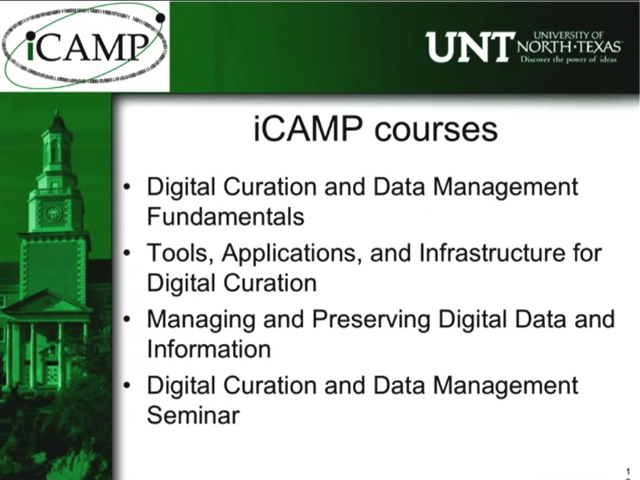 iCAMP
UNT UNIVERSITY OF
NORTH·TEXAS
Discover the power of ideas
iCAMP courses
• Digital Curation and Data Management
Fundamentals
• Tools, Applications, and Infrastructure for
Digital Curation
• Managing and Preserving Digital Data and
Information
• Digital Curation and Data Management
Seminar
1